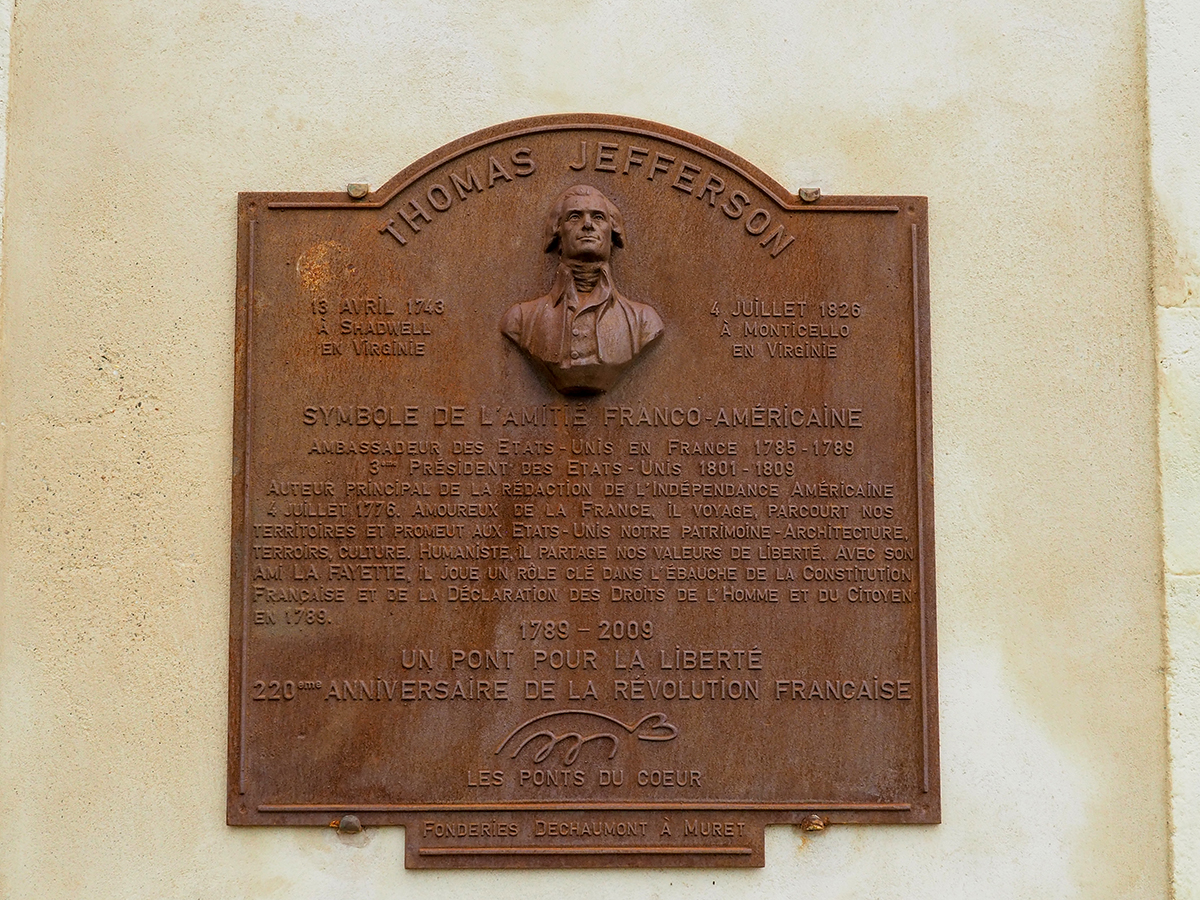 THOMAS JEFFERSON
13 AVRIL 1743
À SHADWELL
EN VIRGINIE
4 JUILLET 1826
À MONTICELLO
EN VIRGINIE
SYMBOLE DE L'AMITIÉ FRANCO-AMÉRICAINE
AMBASSADEUR DES ETATS-UNIS EN FRANCE 1785-1789
3ème PRÉSIDENT DES ETATS-UNIS 1801-1809
AUTEUR PRINCIPAL DE LA RÉDACTION DE L'INDÉPENDANCE AMÉRICAINE
4 JUILLET 1776. AMOUREUX DE LA FRANCE, IL VOYAGE, PARCOURT NOS
TERRITOIRES ET PROMEUT AUX ETATS-UNIS NOTRE PATRIMOINE-ARCHITECTURE,
TERROIRS, CULTURE. HUMANISTE, IL PARTAGE NOS VALEURS DE LIBERTÉ. AVEC SON
AMI LA FAYETTE, IL JOUE UN RÔLE CLÉ DANS L'ÉBAUCHE DE LA CONSTITUTION
FRANÇAISE ET DE LA DÉCLARATION DES DROITS DE L'HOMME ET DU CITOYEN
EN 1789.
1789 – 2009
UN PONT POUR LA LIBERTÉ
220ème ANNIVERSAIRE DE LA RÉVOLUTION FRANÇAISE
LES PONTS DU COEUR
FONDERIES DECHAUMONT À MURET